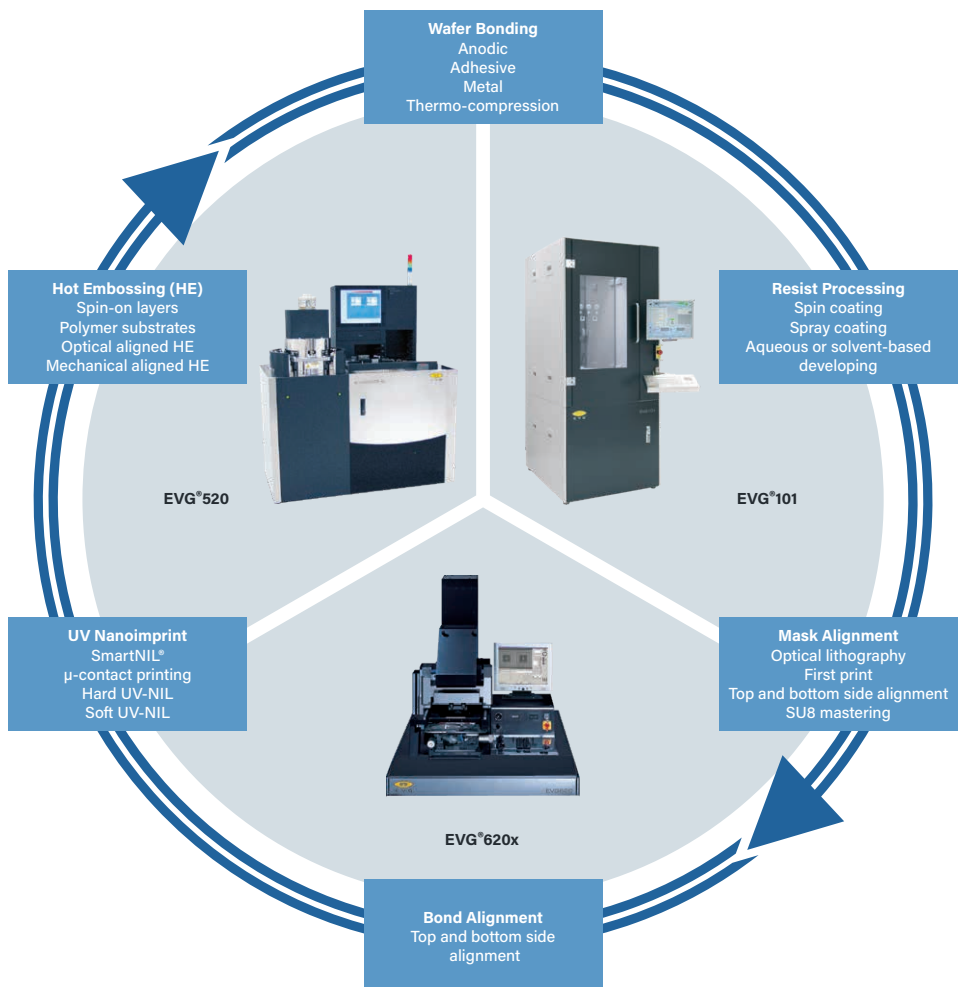 Wafer Bonding
Anodic
Adhesive
Metal
Thermo-compression
Hot Embossing (HE)
Spin-on layers
Polymer substrates
Optical aligned HE
Mechanical aligned HE
Resist Processing
Spin coating
Spray coating
Aqueous or solvent-based
developing
EVG®520
EVG®101
UV Nanoimprint
SmartNIL®
µ-contact printing
Hard UV-NIL
Soft UV-NIL
Mask Alignment
Optical lithography
First print
Top and bottom side alignment
SU8 mastering
EVG®620x
Bond Alignment
Top and bottom side
alignment